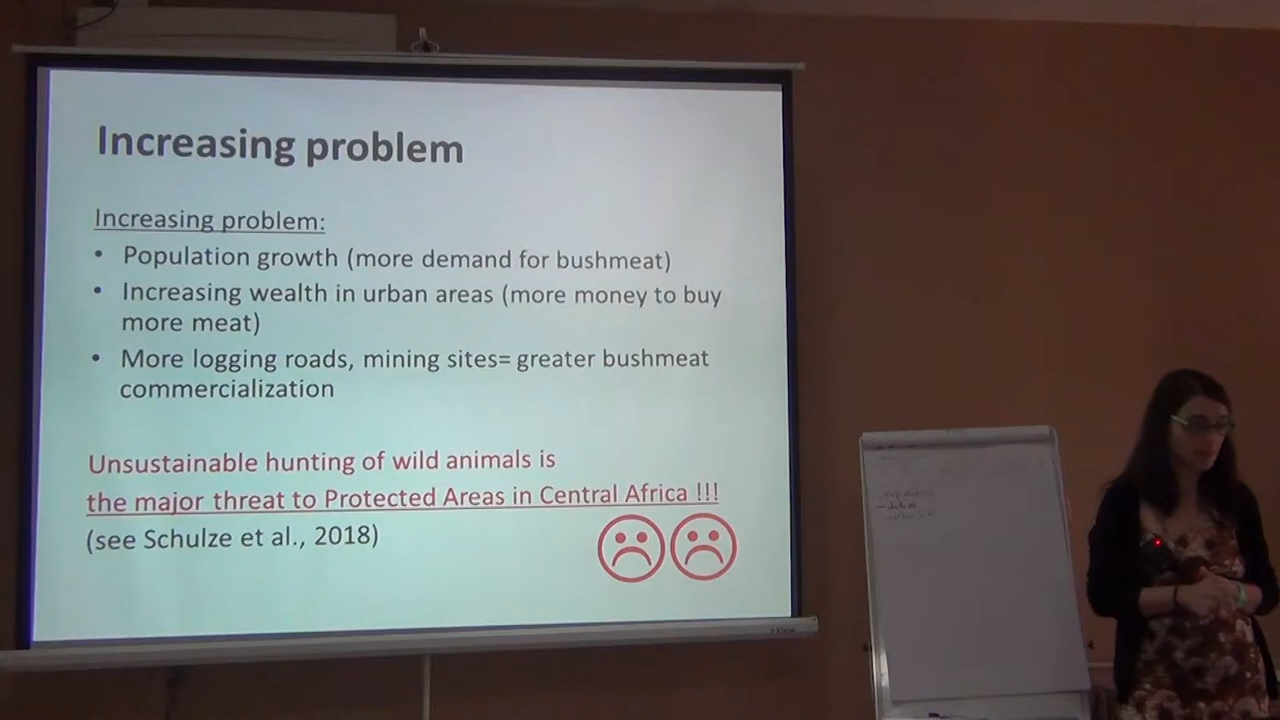 Increasing problem
Increasing problem:
• Population growth (more demand for bushmeat)
• Increasing wealth in urban areas (more money to buy
more meat)
• More logging roads, mining sites= greater bushmeat
commercialization
Unsustainable hunting of wild animals is
the major threat to Protected Areas in Central Africa !!!
(see Schulze et al., 2018)